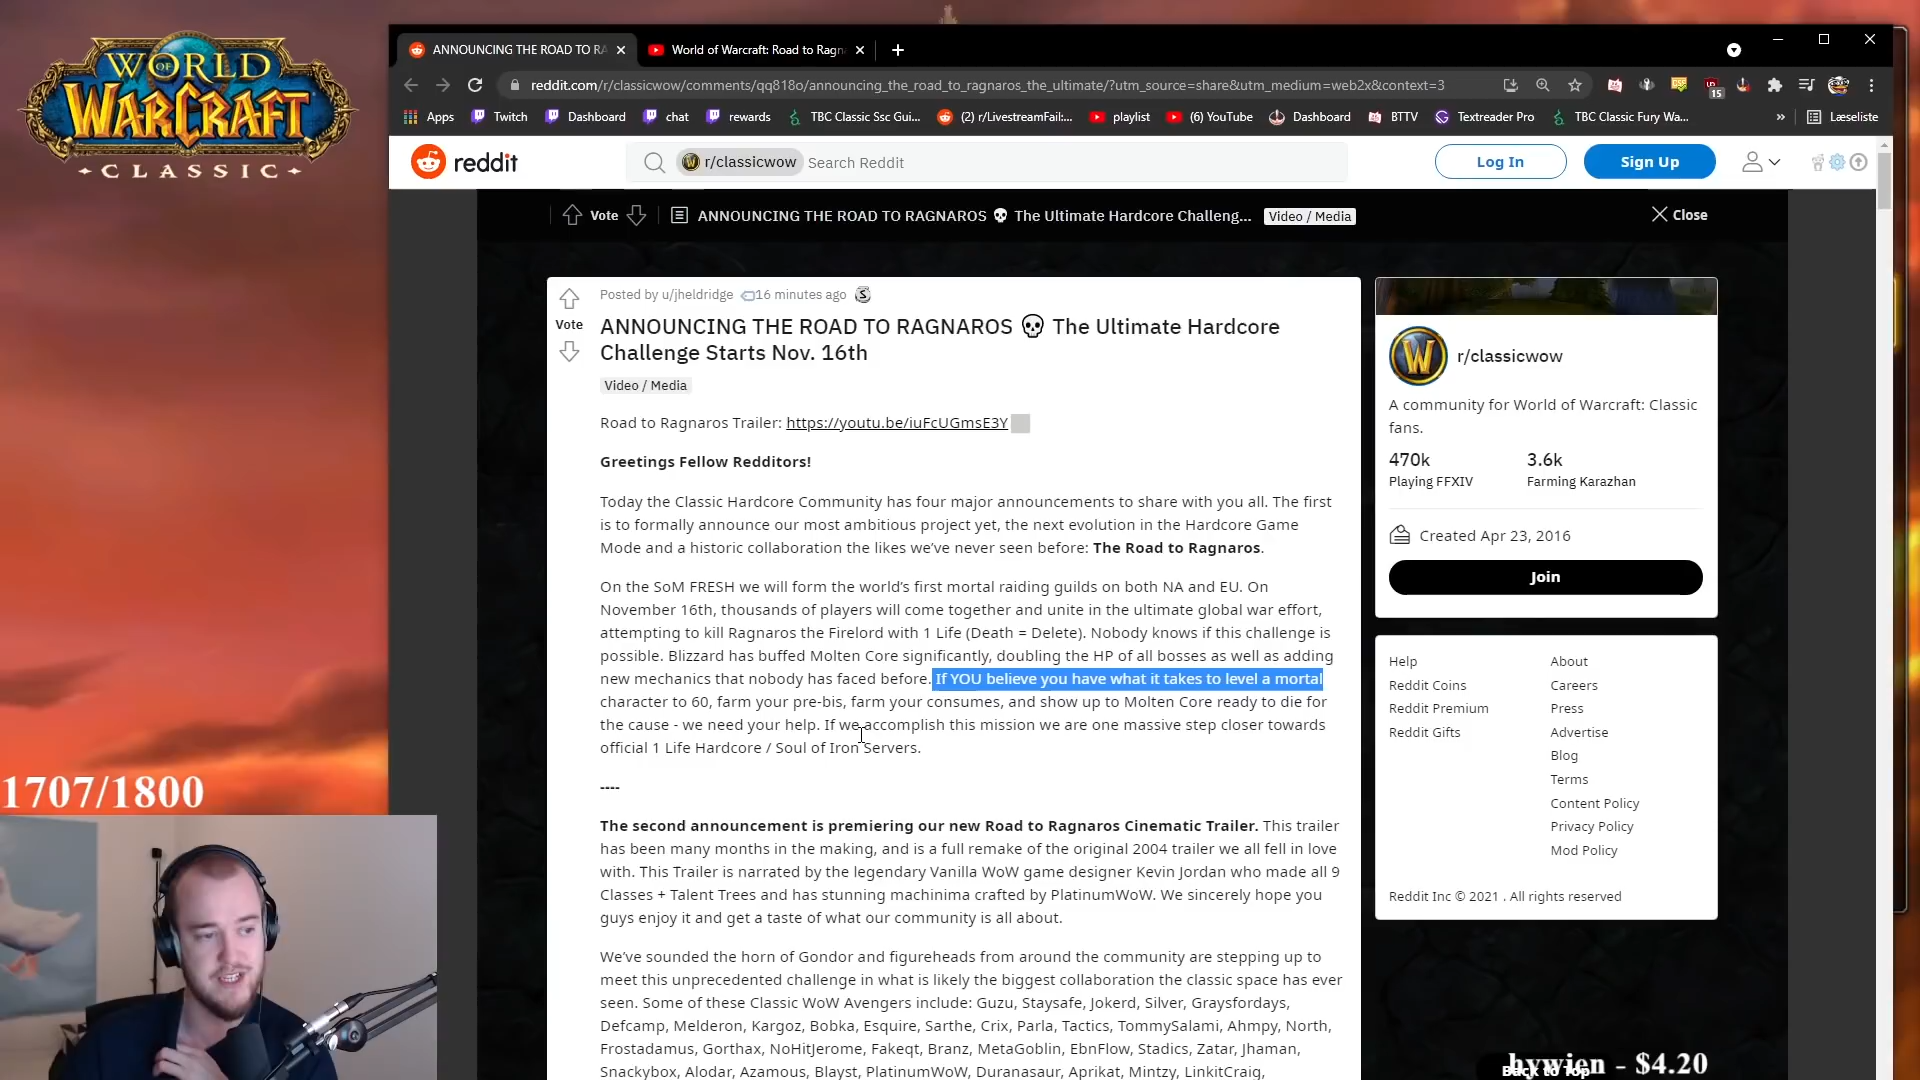 WORLD
OF
WARCRAFT
CLASSIC
ANNOUNCING THE ROAD TO RA
World of Warcraft: Road to Ragna
reddit.com/r/classicwow/comments/qq818o/announcing_the_road_to_ragnaros_the_ultimate/?utm_source=share&utm_medium=web2x&context=3
15
Apps
Twitch
Dashboard
chat
rewards
TBC Classic Ssc Gui...
(2) r/LivestreamFail:...
playlist
(6) YouTube
Dashboard
BTTV
Textreader Pro
TBC Classic Fury Wa...
»
Læseliste
reddit
r/classicwow
Search Reddit
Log In
Sign Up
Vote
ANNOUNCING THE ROAD TO RAGNAROS 💀 The Ultimate Hardcore Challeng...
Video / Media
Close
Posted by u/jheldridge
16 minutes ago
S
Vote
ANNOUNCING THE ROAD TO RAGNAROS 💀 The Ultimate Hardcore
Challenge Starts Nov. 16th
Video / Media
Road to Ragnaros Trailer: https://youtu.be/iuFcUGmsE3Y
Greetings Fellow Redditors!
Today the Classic Hardcore Community has four major announcements to share with you all. The first
is to formally announce our most ambitious project yet, the next evolution in the Hardcore Game
Mode and a historic collaboration the likes we've never seen before: The Road to Ragnaros.
On the SoM FRESH we will form the world's first mortal raiding guilds on both NA and EU. On
November 16th, thousands of players will come together and unite in the ultimate global war effort,
attempting to kill Ragnaros the Firelord with 1 Life (Death = Delete). Nobody knows if this challenge is
possible. Blizzard has buffed Molten Core significantly, doubling the HP of all bosses as well as adding
new mechanics that nobody has faced before. If YOU believe you have what it takes to level a mortal
character to 60, farm your pre-bis, farm your consumes, and show up to Molten Core ready to die for
the cause - we need your help. If we accomplish this mission we are one massive step closer towards
official 1 Life Hardcore / Soul of Iron Servers.
----
The second announcement is premiering our new Road to Ragnaros Cinematic Trailer. This trailer
has been many months in the making, and is a full remake of the original 2004 trailer we all fell in love
with. This Trailer is narrated by the legendary Vanilla WoW game designer Kevin Jordan who made all 9
Classes + Talent Trees and has stunning machinima crafted by PlatinumWoW. We sincerely hope you
guys enjoy it and get a taste of what our community is all about.
We've sounded the horn of Gondor and figureheads from around the community are stepping up to
meet this unprecedented challenge in what is likely the biggest collaboration the classic space has ever
seen. Some of these Classic WoW Avengers include: Guzu, Staysafe, Jokerd, Silver, Graysfordays,
Defcamp, Melderon, Kargoz, Bobka, Esquire, Sarthe, Crix, Parla, Tactics, TommySalami, Ahmpy, North,
Frostadamus, Gorthax, NoHitJerome, Fakeqt, Branz, MetaGoblin, EbnFlow, Stadics, Zatar, Jhaman,
Snackybox, Alodar, Azamous, Blayst, PlatinumWoW, Duranasaur, Aprikat, Mintzy, LinkitCraig,
W
r/classicwow
A community for World of Warcraft: Classic
fans.
470k
3.6k
Playing FFXIV
Farming Karazhan
Created Apr 23, 2016
Join
Help
About
Reddit Coins
Careers
Reddit Premium
Press
Reddit Gifts
Advertise
Blog
Terms
Content Policy
Privacy Policy
Mod Policy
Reddit Inc © 2021 . All rights reserved
Back to Top
hywien - $4.20
1707/1800